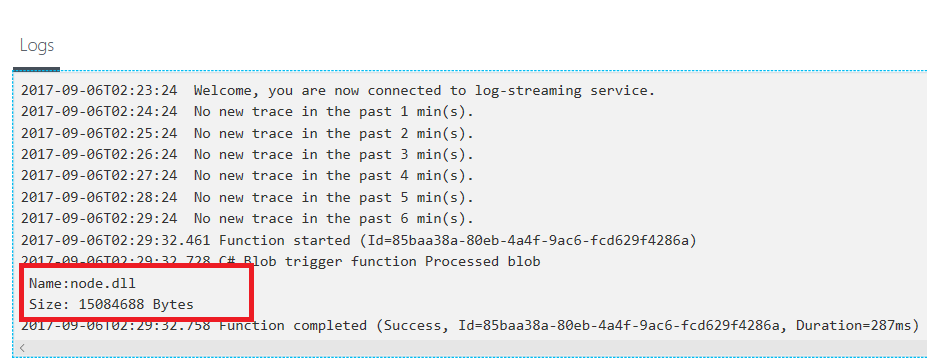 Logs
2017-09-06T02:23:24  Welcome, you are now connected to log-streaming service.
2017-09-06T02:24:24  No new trace in the past 1 min(s).
2017-09-06T02:25:24  No new trace in the past 2 min(s).
2017-09-06T02:26:24  No new trace in the past 3 min(s).
2017-09-06T02:27:24  No new trace in the past 4 min(s).
2017-09-06T02:28:24  No new trace in the past 5 min(s).
2017-09-06T02:29:24  No new trace in the past 6 min(s).
2017-09-06T02:29:32.461 Function started (Id=85baa38a-80eb-4a4f-9ac6-fcd629f4286a)
2017-09-06T02:29:32.728 C# Blob trigger function Processed blob
Name:node.dll
Size: 15084688 Bytes
2017-09-06T02:29:32.758 Function completed (Success, Id=85baa38a-80eb-4a4f-9ac6-fcd629f4286a, Duration=287ms)